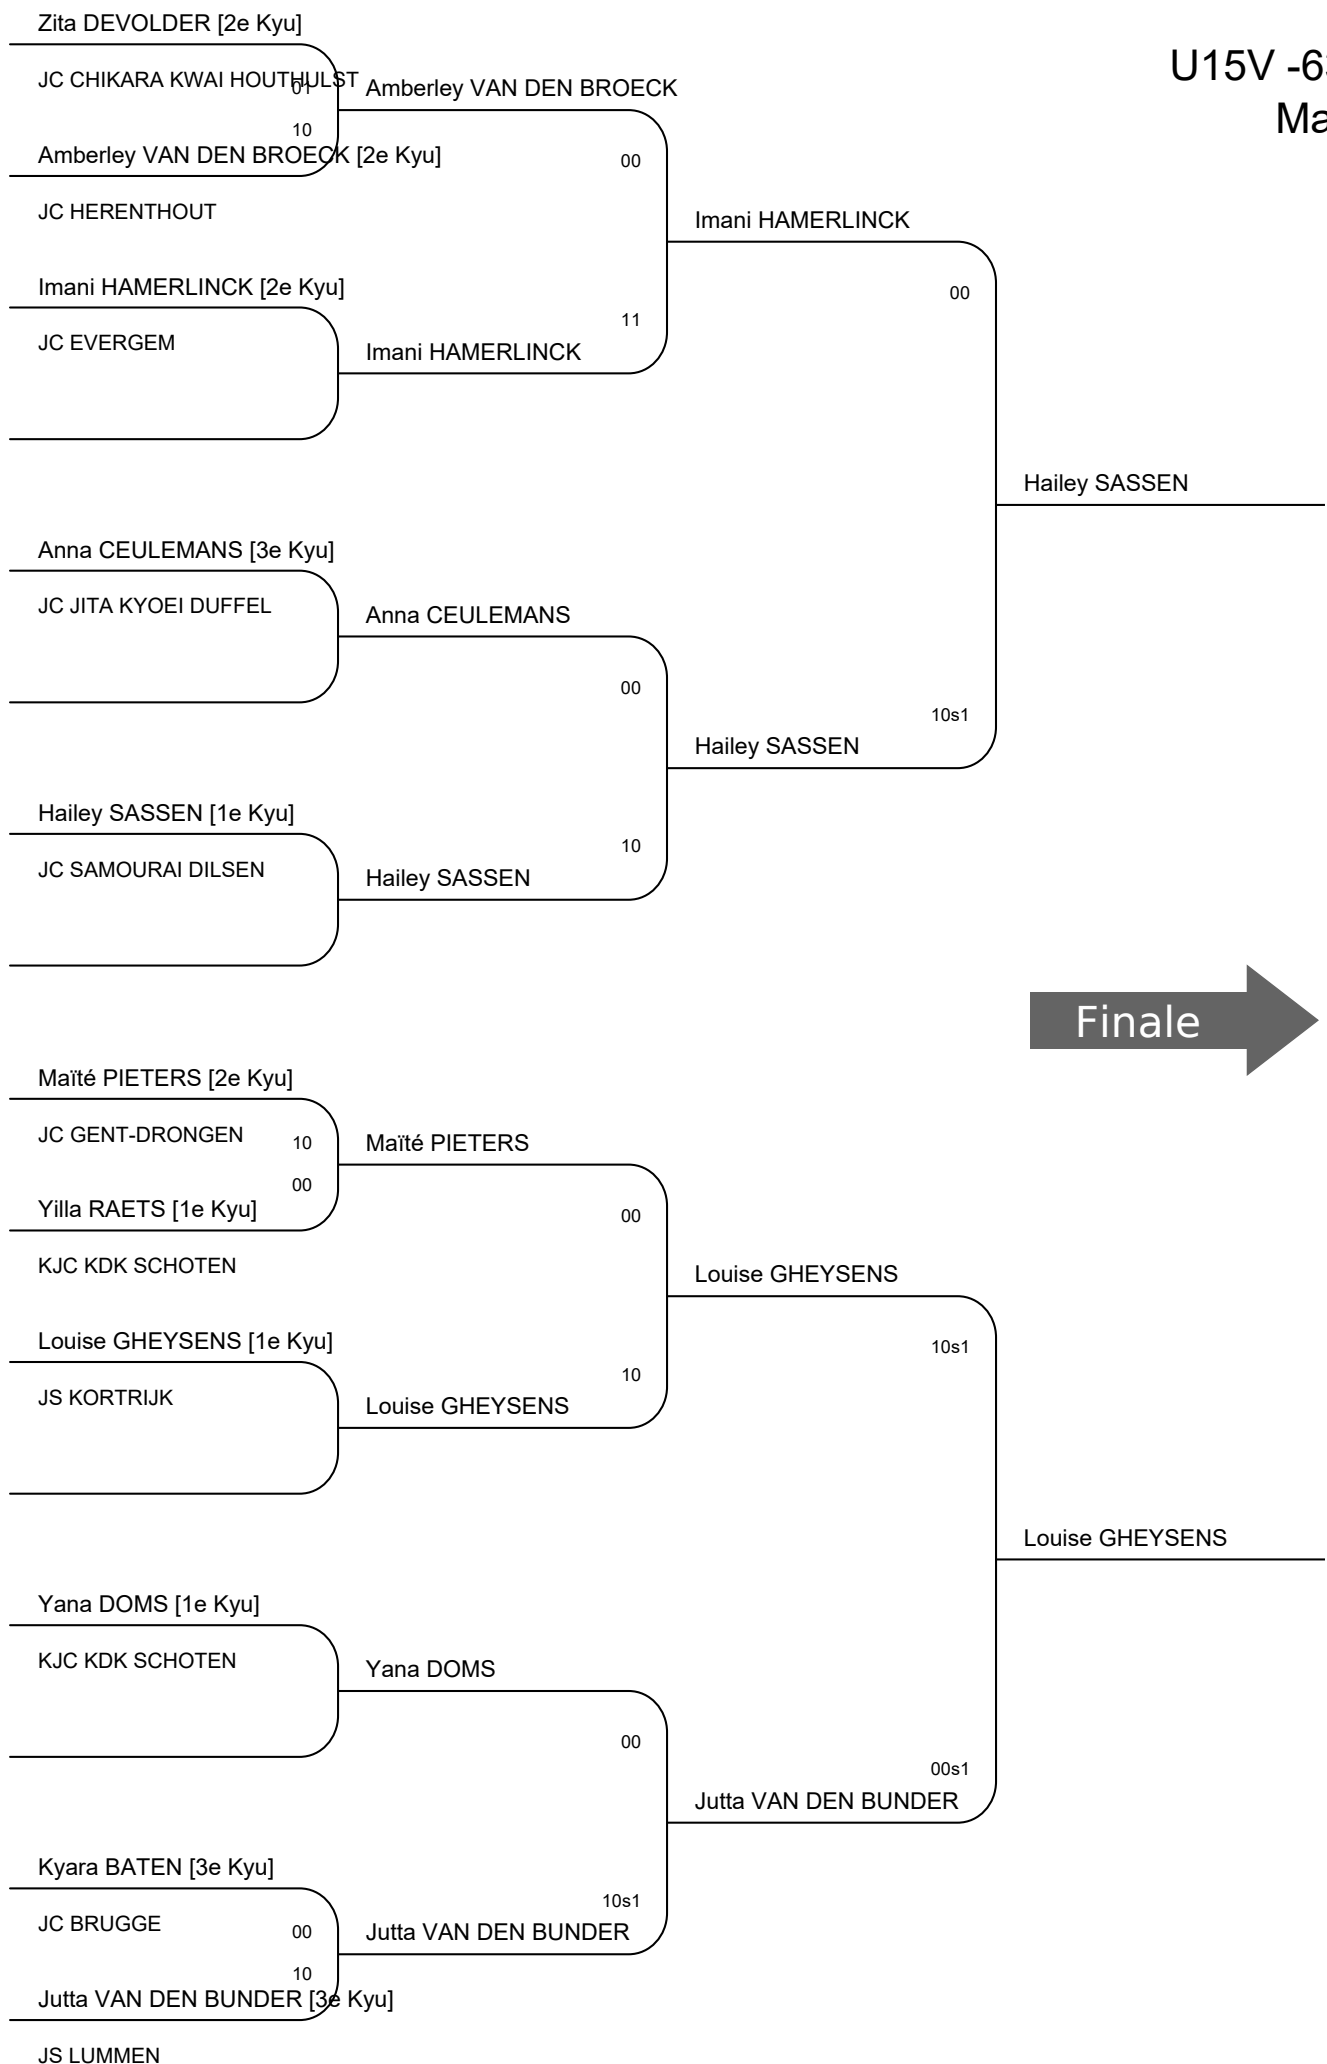 Zita DEVOLDER [2e Kyu]
JC CHIKARA KWAI HOUTHULST
01
Amberley VAN DEN BROECK
10
Amberley VAN DEN BROECK [2e Kyu]
JC HERENTHOUT
00
Imani HAMERLINCK
Imani HAMERLINCK [2e Kyu]
JC EVERGEM
11
Imani HAMERLINCK
00
Hailey SASSEN
Anna CEULEMANS [3e Kyu]
JC JITA KYOEI DUFFEL
Anna CEULEMANS
00
10s1
Hailey SASSEN
Hailey SASSEN [1e Kyu]
JC SAMOURAI DILSEN
10
Hailey SASSEN
Finale
Maïté PIETERS [2e Kyu]
JC GENT-DRONGEN
10
Maïté PIETERS
00
Yilla RAETS [1e Kyu]
KJC KDK SCHOTEN
00
Louise GHEYSENS
Louise GHEYSENS [1e Kyu]
JS KORTRIJK
10
Louise GHEYSENS
10s1
Louise GHEYSENS
Yana DOMS [1e Kyu]
KJC KDK SCHOTEN
Yana DOMS
00
00s1
Jutta VAN DEN BUNDER
Kyara BATEN [3e Kyu]
JC BRUGGE
00
10s1
Jutta VAN DEN BUNDER
10
Jutta VAN DEN BUNDER [3e Kyu]
JS LUMMEN
U15V